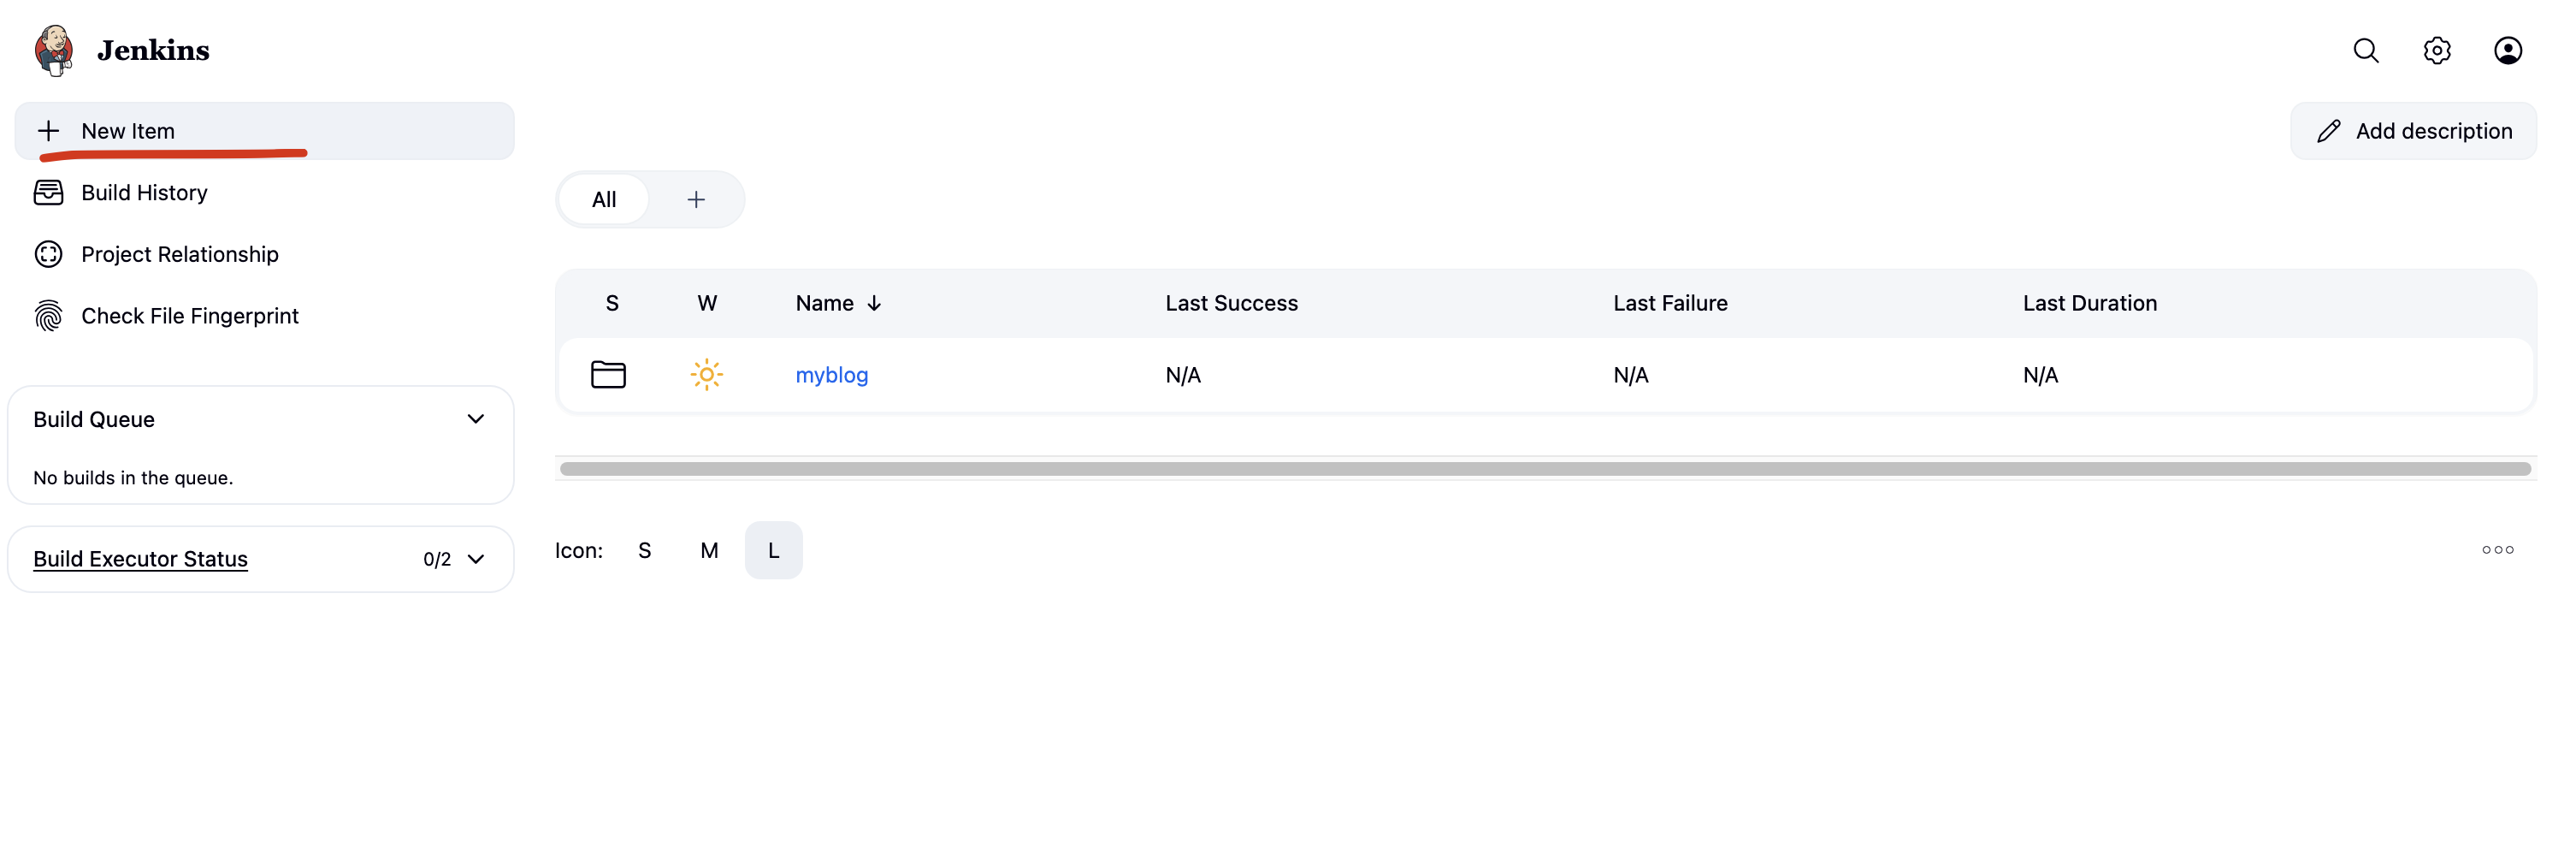 Jenkins
New Item
Add description
Build History
All
Project Relationship
Check File Fingerprint
S W Name ↓ Last Success Last Failure Last Duration
myblog N/A N/A N/A
Build Queue
No builds in the queue.
Build Executor Status 0/2
Icon: S M L